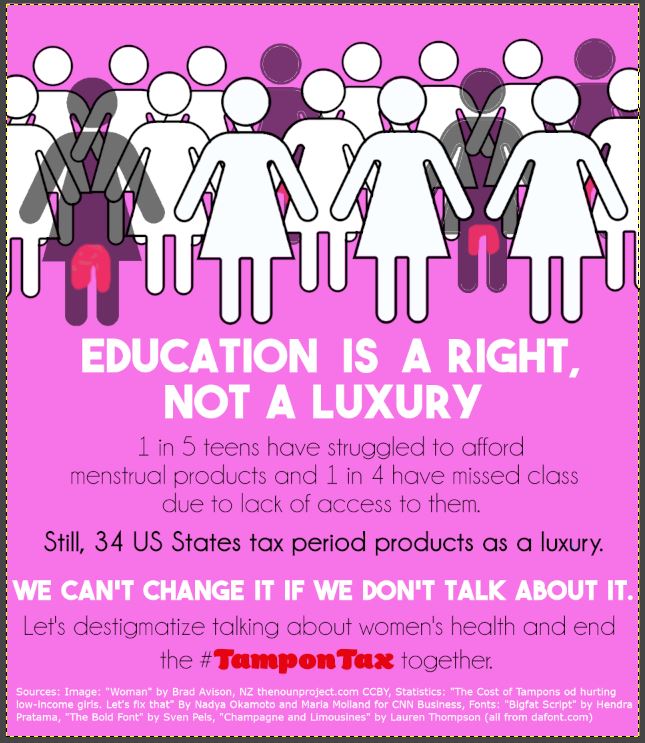 EDUCATION IS A RIGHT,
NOT A LUXURY
1 in 5 teens have struggled to afford
menstrual products and 1 in 4 have missed class
due to lack of access to them.
Still, 34 US States tax period products as a luxury.
WE CAN'T CHANGE IT IF WE DON'T TALK ABOUT IT.
Let's destigmatize talking about women's health and end
the #TamponTax together.
Sources: Image: "Woman" by Brad Avison, NZ thenounproject.com CCBY, Statistics: "The Cost of Tampons od hurting
low-income girls. Let's fix that" By Nadya Okamoto and Maria Molland for CNN Business, Fonts: "Bigfat Script" by Hendra
Pratama, "The Bold Font" by Sven Pels, "Champagne and Limousines" by Lauren Thompson (all from dafont.com)